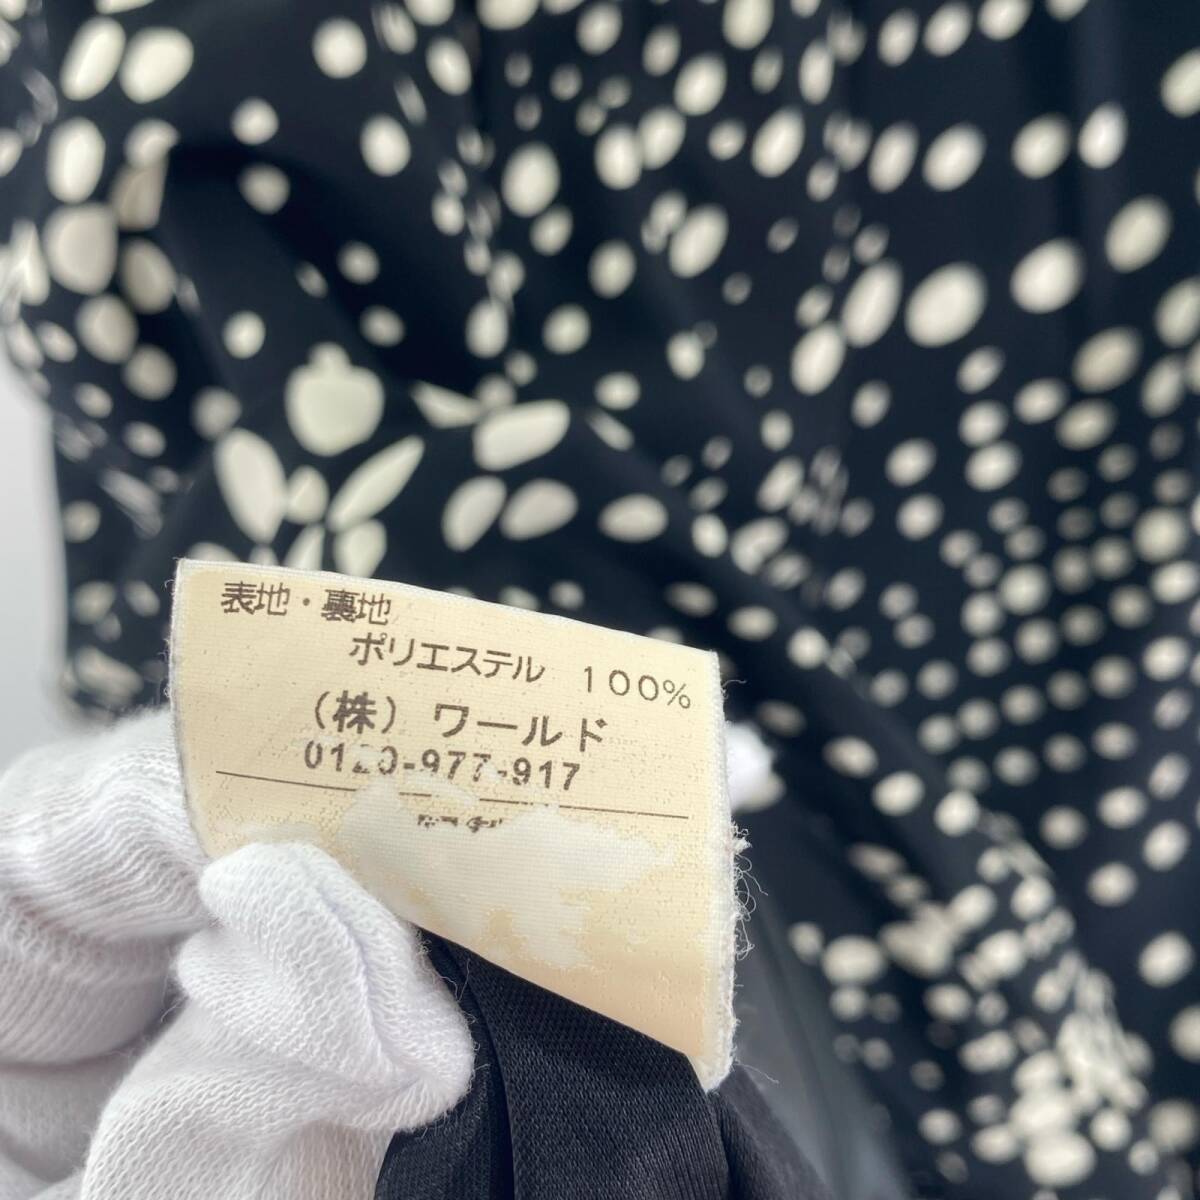 表地・裏地
ポリエステル 100%
（株）ワールド
0120-977-917